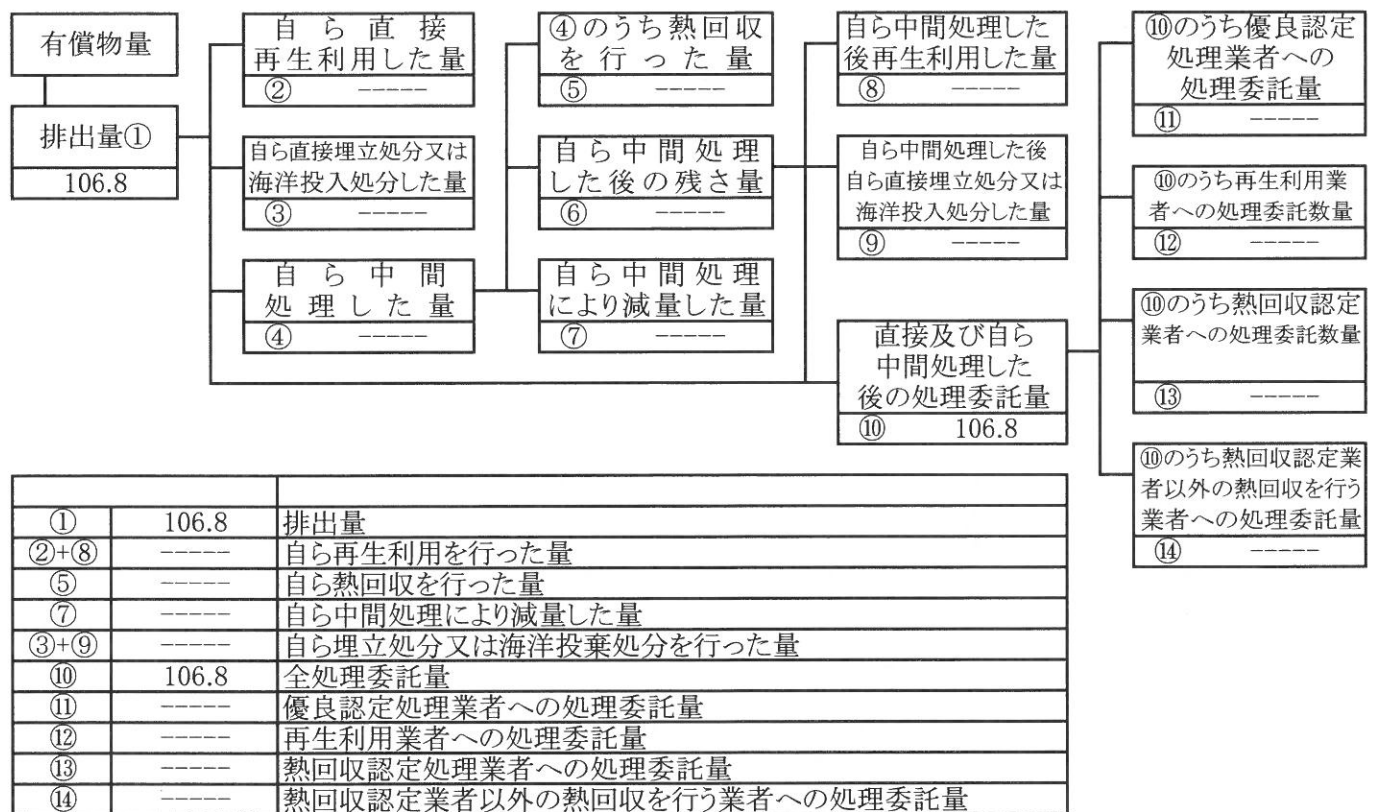 有償物量
排出量①
106.8
自ら直接
再生利用した量
② -----
自ら直接埋立処分又は
海洋投入処分した量
③ -----
自ら中間
処理した量
④ -----
④のうち熱回収
を行った量
⑤ -----
自ら中間処理
した後の残さ量
⑥ -----
自ら中間処理
により減量した量
⑦ -----
自ら中間処理した
後再生利用した量
⑧ -----
自ら中間処理した後
自ら直接埋立処分又は
海洋投入処分した量
⑨ -----
直接及び自ら
中間処理した
後の処理委託量
⑩ 106.8
⑩のうち優良認定
処理業者への
処理委託量
⑪ -----
⑩のうち再生利用業
者への処理委託数量
⑫ -----
⑩のうち熱回収認定
業者への処理委託数量
⑬ -----
⑩のうち熱回収認定業
者以外の熱回収を行う
業者への処理委託量
⑭ -----
① 106.8 排出量
②+⑧ ----- 自ら再生利用を行った量
⑤ ----- 自ら熱回収を行った量
⑦ ----- 自ら中間処理により減量した量
③+⑨ ----- 自ら埋立処分又は海洋投棄処分を行った量
⑩ 106.8 全処理委託量
⑪ ----- 優良認定処理業者への処理委託量
⑫ ----- 再生利用業者への処理委託量
⑬ ----- 熱回収認定処理業者への処理委託量
⑭ ----- 熱回収認定業者以外の熱回収を行う業者への処理委託量